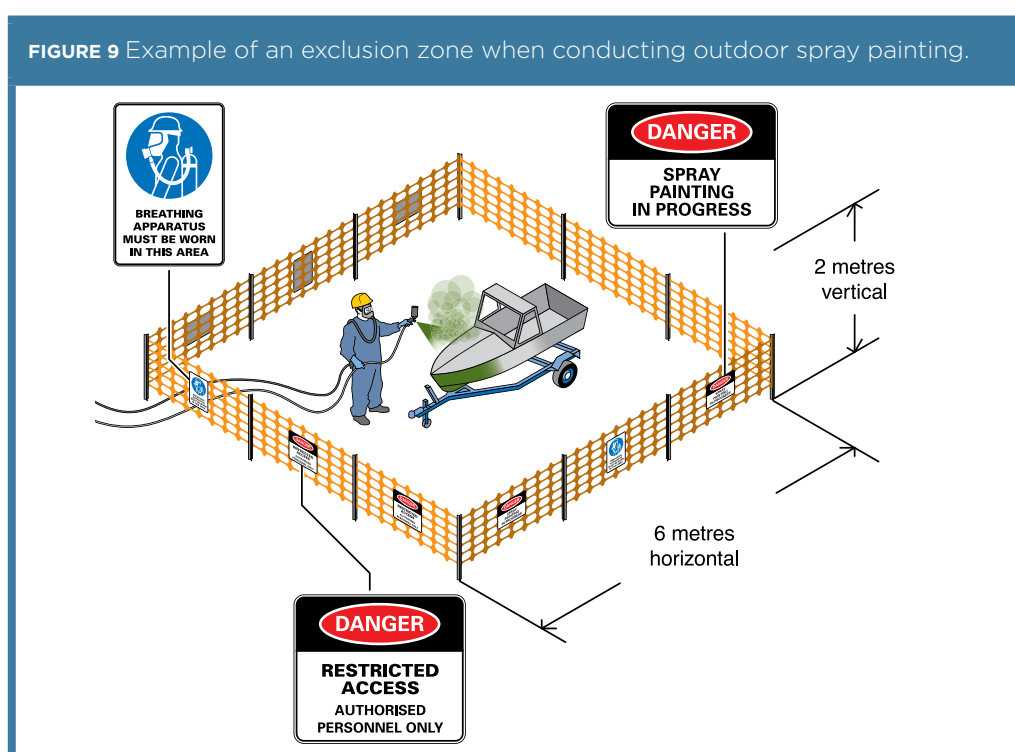 FIGURE 9 Example of an exclusion zone when conducting outdoor spray painting.
BREATHING
APPARATUS
MUST BE WORN
IN THIS AREA
DANGER
SPRAY
PAINTING
IN PROGRESS
2 metres
vertical
6 metres
horizontal
DANGER
RESTRICTED
ACCESS
AUTHORISED
PERSONNEL ONLY